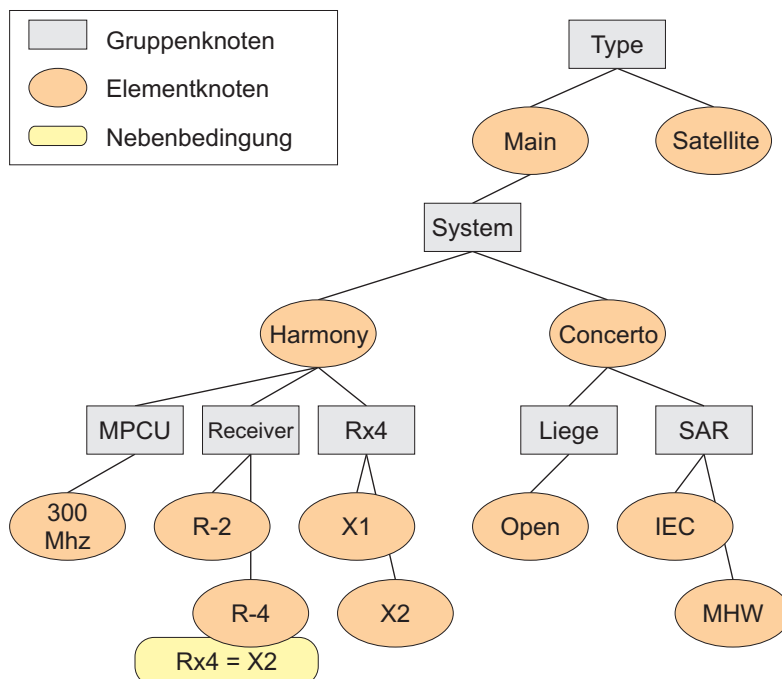 Gruppenknoten
Elementknoten
Nebenbedingung
Type
Main
Satellite
System
Harmony
Concerto
MPCU
Receiver
Rx4
Liege
SAR
300
Mhz
R-2
X1
Open
IEC
R-4
X2
MHW
Rx4 = X2